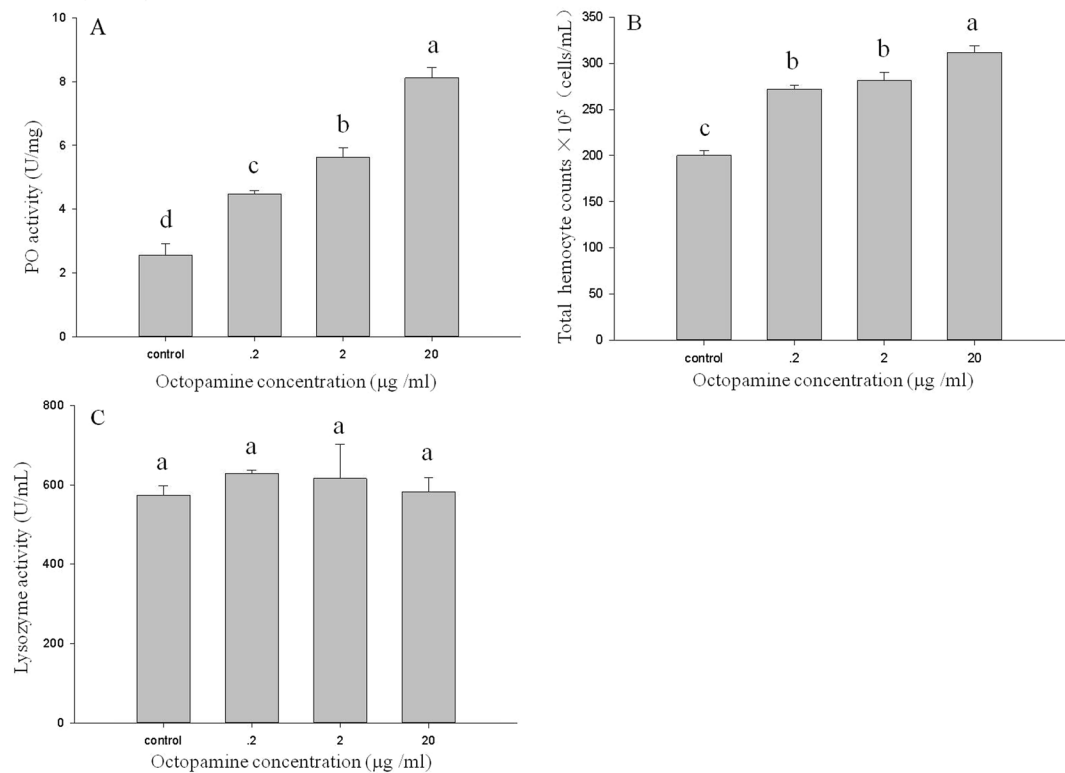 A
10
8
6
4
2
0
PO activity (U/mg)
d
c
b
a
control
.2
2
20
Octopamine concentration (μg /ml)
B
350
300
250
200
150
100
50
0
Total hemocyte counts ×10⁵ (cells/mL)
c
b
b
a
control
.2
2
20
Octopamine concentration (μg /ml)
C
800
600
400
200
0
Lysozyme activity (U/mL)
a
a
a
a
control
.2
2
20
Octopamine concentration (μg /ml)